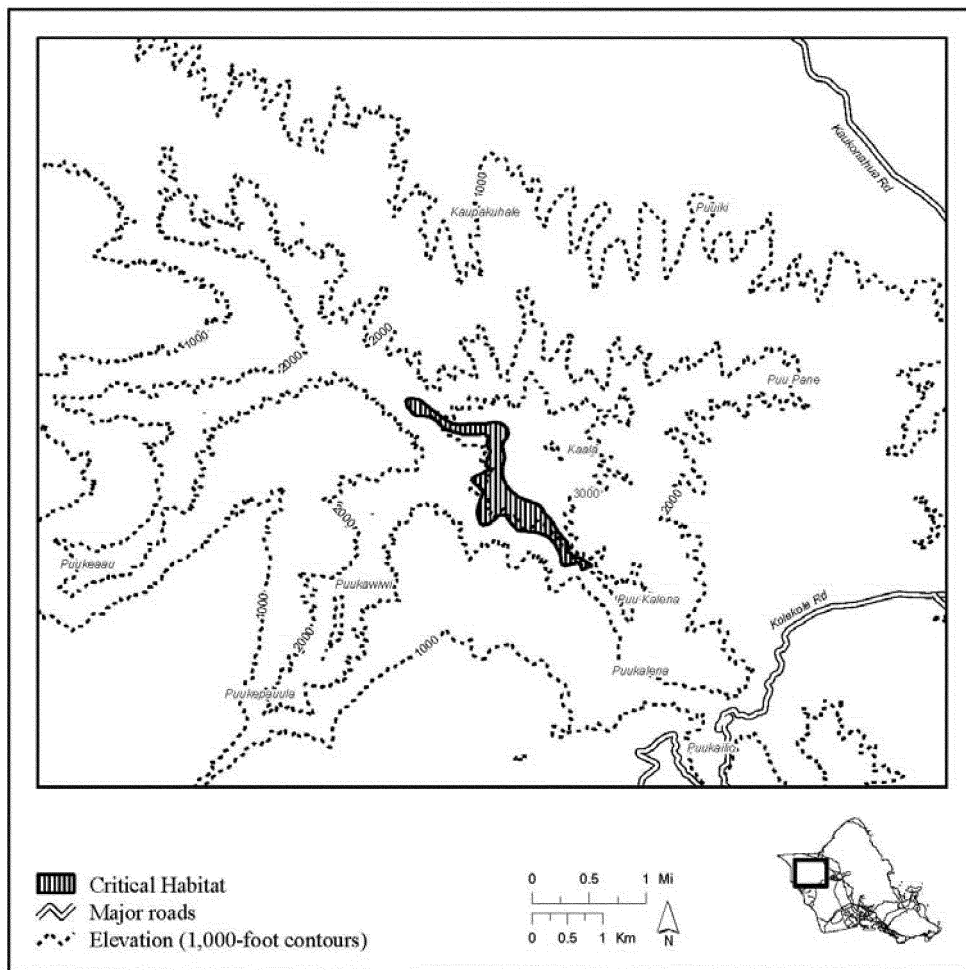 Kaukonahua Rd
1000
Kaupakuhale
Puuiki
1000
2000
2000
Puu Pane
Kaala
3000
2000
2000
Puukeaau
Puukawiwi
1000
2000
Puu Kalena
Kolekole Rd
1000
Puukalena
Puukepauula
Puukailio
Critical Habitat
Major roads
Elevation (1,000-foot contours)
0 0.5 1 Mi
0 0.5 1 Km
N